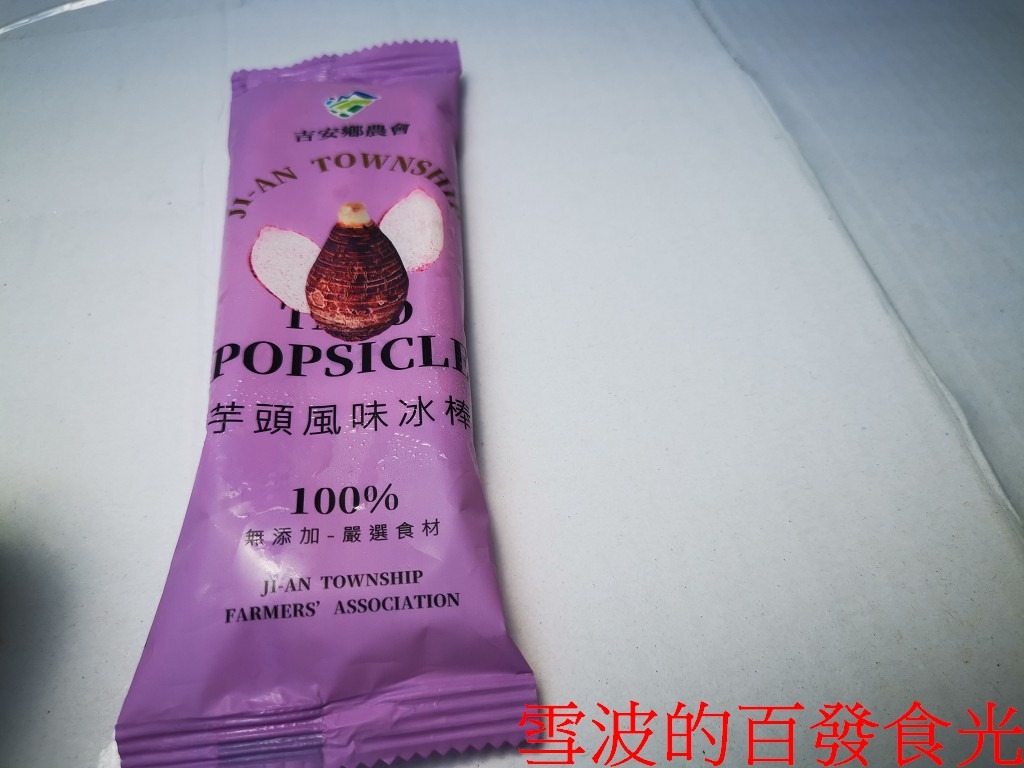 吉安鄉農會
JI-AN TOWNSHIP
POPSICLE
芋頭風味冰棒
100%
無添加-嚴選食材
JI-AN TOWNSHIP
FARMERS' ASSOCIATION
雪波的百發食光